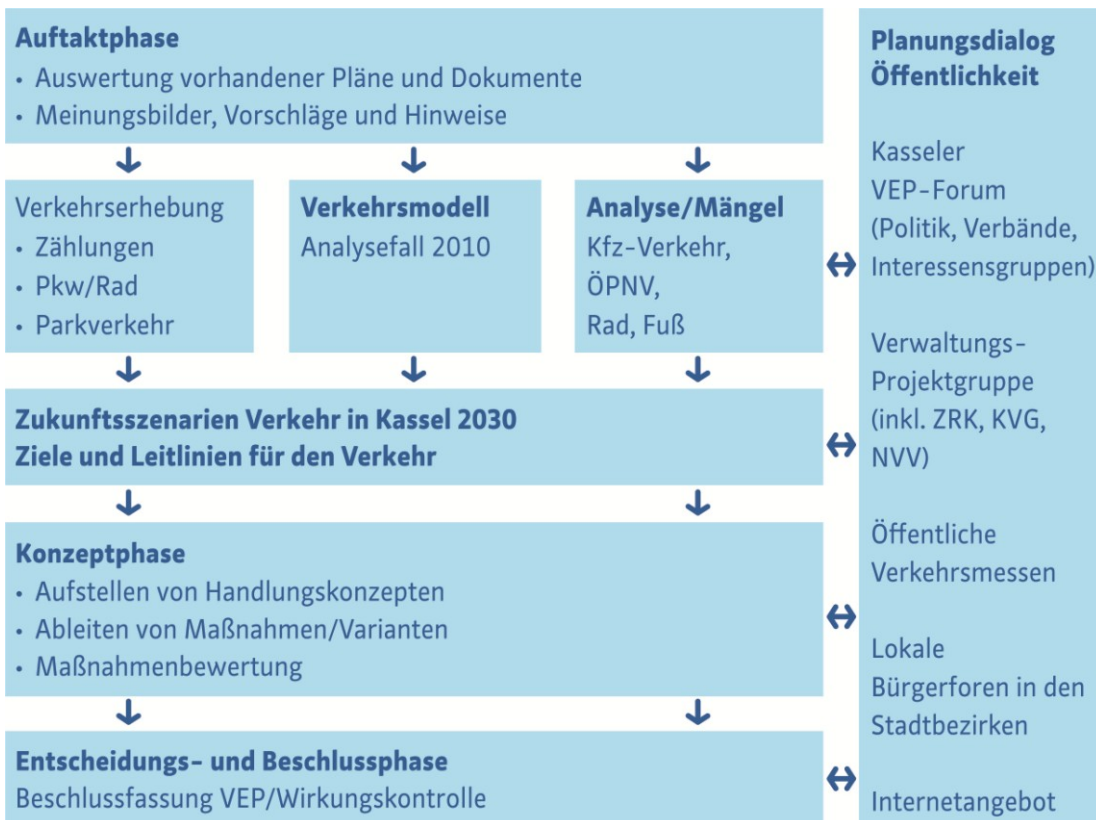 Auftaktphase
• Auswertung vorhandener Pläne und Dokumente
• Meinungsbilder, Vorschläge und Hinweise
Verkehrserhebung
• Zählungen
• Pkw/Rad
• Parkverkehr
Verkehrsmodell
Analysefall 2010
Analyse/Mängel
Kfz-Verkehr,
ÖPNV,
Rad, Fuß
Zukunftsszenarien Verkehr in Kassel 2030
Ziele und Leitlinien für den Verkehr
Konzeptphase
• Aufstellen von Handlungskonzepten
• Ableiten von Maßnahmen/Varianten
• Maßnahmenbewertung
Entscheidungs- und Beschlussphase
Beschlussfassung VEP/Wirkungskontrolle
Planungsdialog
Öffentlichkeit
Kasseler
VEP-Forum
(Politik, Verbände,
Interessensgruppen)
Verwaltungs-
Projektgruppe
(inkl. ZRK, KVG,
NVV)
Öffentliche
Verkehrsmessen
Lokale
Bürgerforen in den
Stadtbezirken
Internetangebot